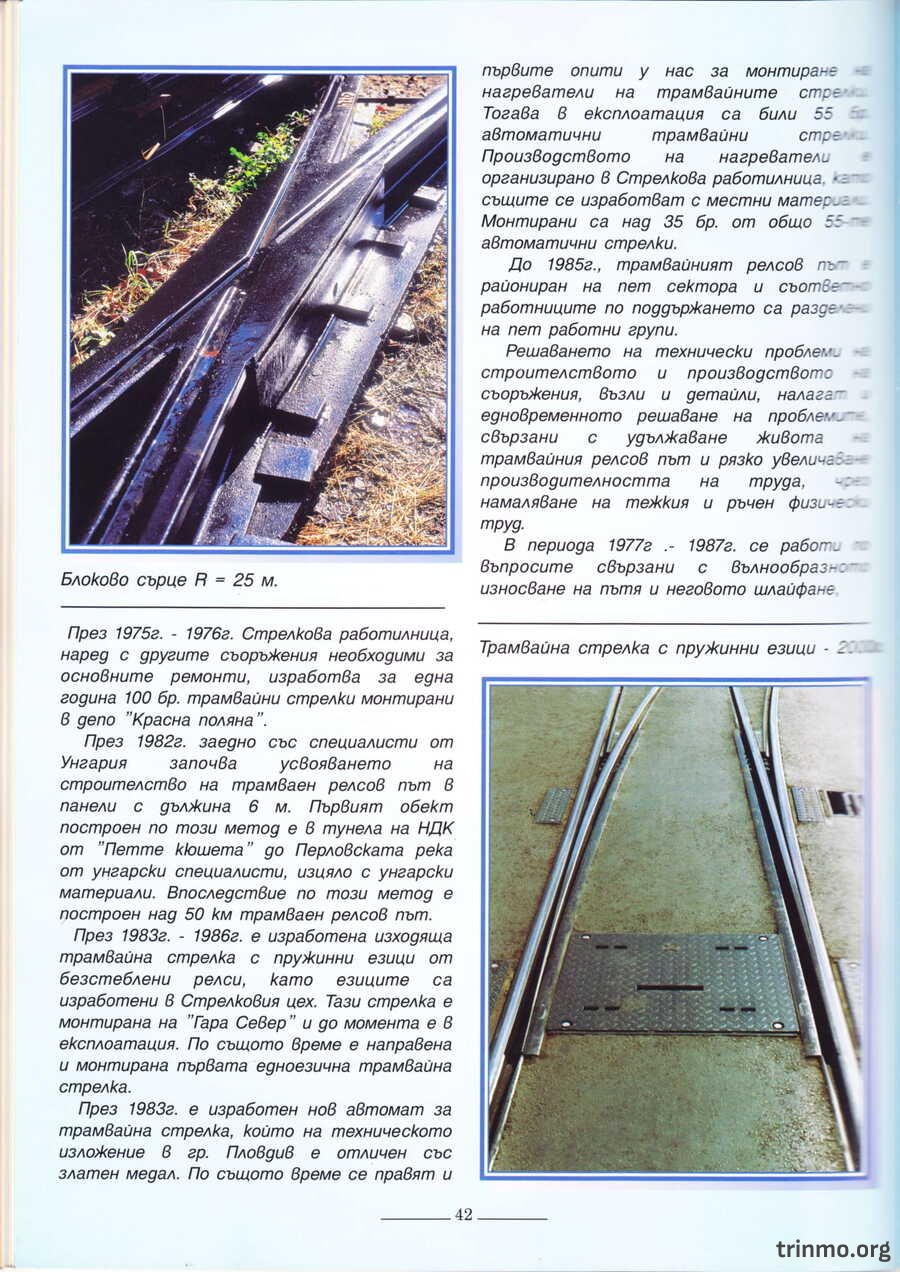 Блоково сърце R = 25 м.
През 1975г. - 1976г. Стрелкова работилница,
наред с другите съоръжения необходими за
основните ремонти, изработва за една
година 100 бр. трамвайни стрелки монтирани
в депо "Красна поляна".
През 1982г. заедно със специалисти от
Унгария започва усвояването на
строителство на трамваен релсов път в
панели с дължина 6 м. Първият обект
построен по този метод е в тунела на НДК
от "Петте кюшета" до Перловската река
от унгарски специалисти, изцяло с унгарски
материали. Впоследствие по този метод е
построен над 50 км трамваен релсов път.
През 1983г. - 1986г. е изработена изходяща
трамвайна стрелка с пружинни езици от
безстеблени релси, като езиците са
изработени в Стрелковия цех. Тази стрелка е
монтирана на "Гара Север" и до момента е в
експлоатация. По същото време е направена
и монтирана първата едноезична трамвайна
стрелка.
През 1983г. е изработен нов автомат за
трамвайна стрелка, който на техническото
изложение в гр. Пловдив е отличен със
златен медал. По същото време се правят и
първите опити у нас за монтиране на
нагреватели на трамвайните стрелки.
Тогава в експлоатация са били 55 бр.
автоматични трамвайни стрелки.
Производството на нагреватели е
организирано в Стрелкова работилница, като
същите се изработват с местни материали.
Монтирани са над 35 бр. от общо 55-те
автоматични стрелки.
До 1985г., трамвайният релсов път е
райониран на пет сектора и съответно
работниците по поддържането са разделени
на пет работни групи.
Решаването на технически проблеми на
строителството и производството на
съоръжения, възли и детайли, налагат и
едновременното решаване на проблемите,
свързани с удължаване живота на
трамвайния релсов път и рязко увеличаване
производителността на труда, чрез
намаляване на тежкия и ръчен физически
труд.
В периода 1977г .- 1987г. се работи по
въпросите свързани с вълнообразното
износване на пътя и неговото шлайфане,
Трамвайна стрелка с пружинни езици -
42
trinmo.org